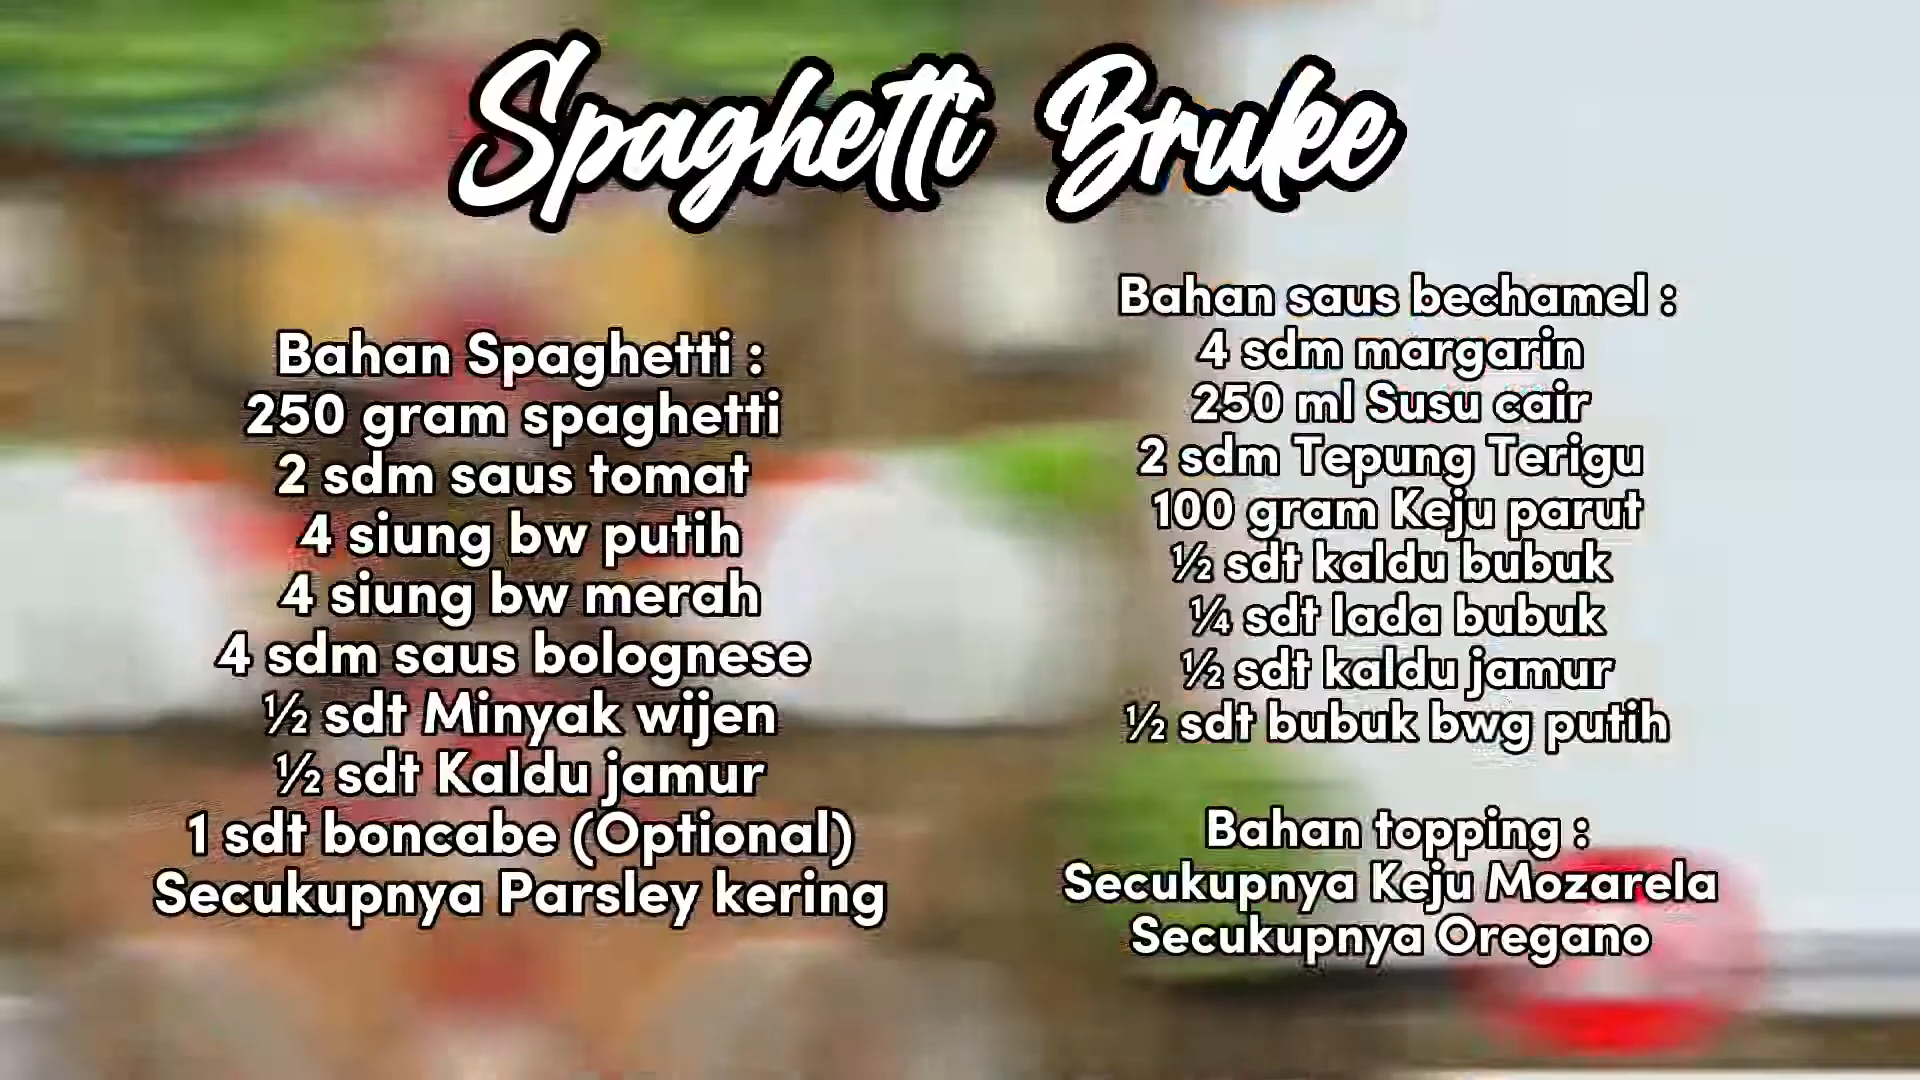 Spaghetti Brulee
Bahan Spaghetti :
250 gram spaghetti
2 sdm saus tomat
4 siung bw putih
4 siung bw merah
4 sdm saus bolognese
½ sdt Minyak wijen
½ sdt Kaldu jamur
1 sdt boncabe (Optional)
Secukupnya Parsley kering
Bahan saus bechamel :
4 sdm margarin
250 ml Susu cair
2 sdm Tepung Terigu
100 gram Keju parut
½ sdt kaldu bubuk
¼ sdt lada bubuk
½ sdt kaldu jamur
½ sdt bubuk bwg putih
Bahan topping :
Secukupnya Keju Mozarela
Secukupnya Oregano